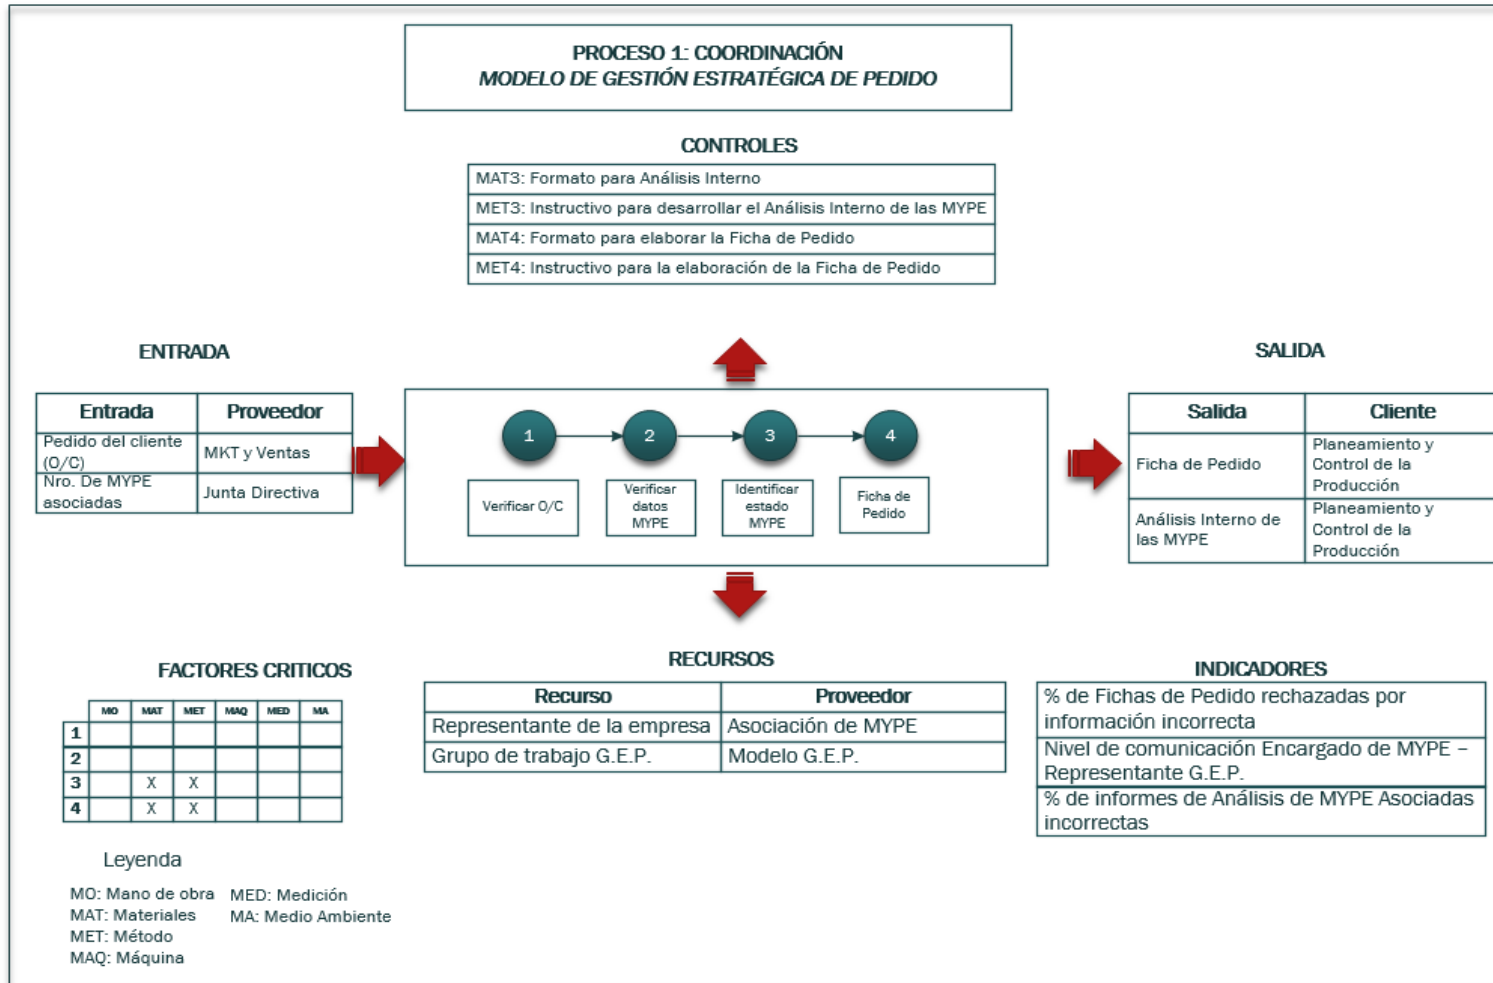 PROCESO 1: COORDINACIÓN
MODELO DE GESTIÓN ESTRATÉGICA DE PEDIDO
CONTROLES
MAT3: Formato para Análisis Interno
MET3: Instructivo para desarrollar el Análisis Interno de las MYPE
MAT4: Formato para elaborar la Ficha de Pedido
MET4: Instructivo para la elaboración de la Ficha de Pedido
ENTRADA
Entrada Proveedor
Pedido del cliente
(O/C)
MKT y Ventas
Nro. De MYPE
asociadas
Junta Directiva
1 2 3 4
Verificar O/C
Verificar
datos
MYPE
Identificar
estado
MYPE
Ficha de
Pedido
SALIDA
Salida Cliente
Ficha de Pedido
Planeamiento y
Control de la
Producción
Análisis Interno de
las MYPE
Planeamiento y
Control de la
Producción
FACTORES CRITICOS
MO MAT MET MAQ MED MA
1
2
3 X X
4 X X
Leyenda
MO: Mano de obra MED: Medición
MAT: Materiales MA: Medio Ambiente
MET: Método
MAQ: Máquina
RECURSOS
Recurso Proveedor
Representante de la empresa Asociación de MYPE
Grupo de trabajo G.E.P. Modelo G.E.P.
INDICADORES
% de Fichas de Pedido rechazadas por
información incorrecta
Nivel de comunicación Encargado de MYPE –
Representante G.E.P.
% de informes de Análisis de MYPE Asociadas
incorrectas